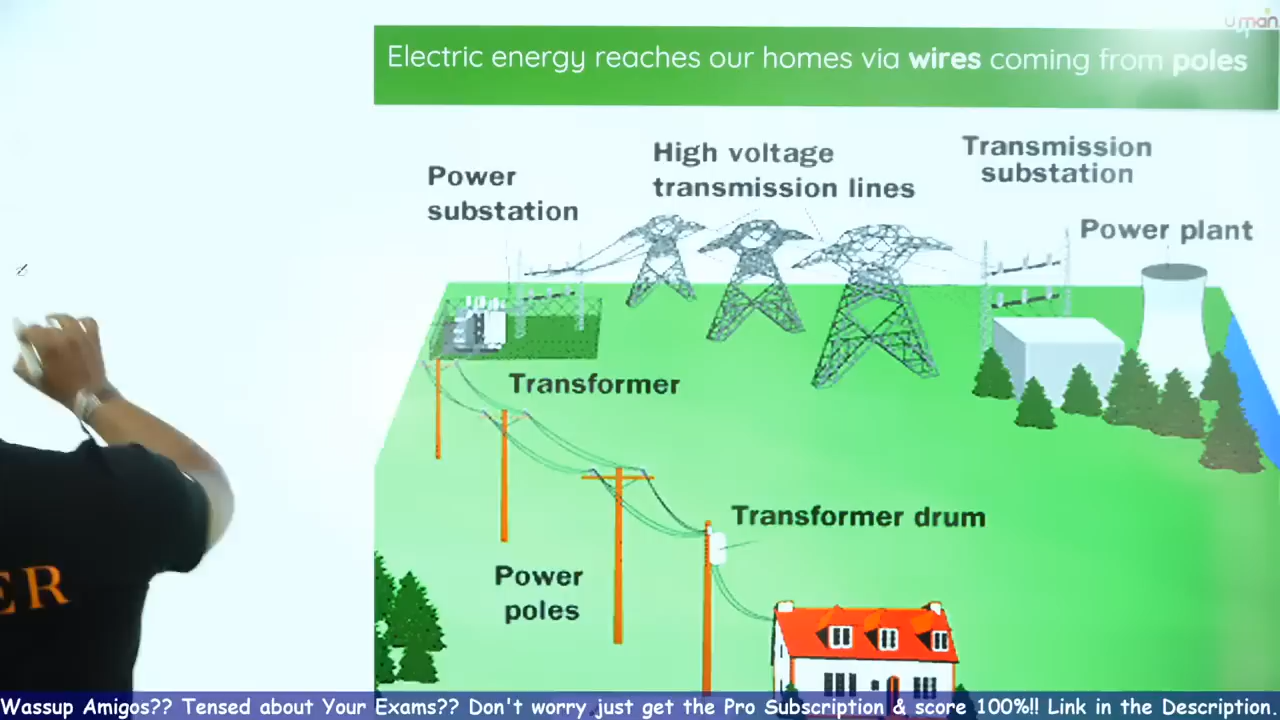 Electric energy reaches our homes via wires coming from poles
High voltage
transmission lines
Transmission
substation
Power
substation
Power plant
Transformer
Transformer drum
Power
poles
ER
Wassup Amigos?? Tensed about Your Exams?? Don't worry just get the Pro Subscription & score 100%!! Link in the Description.